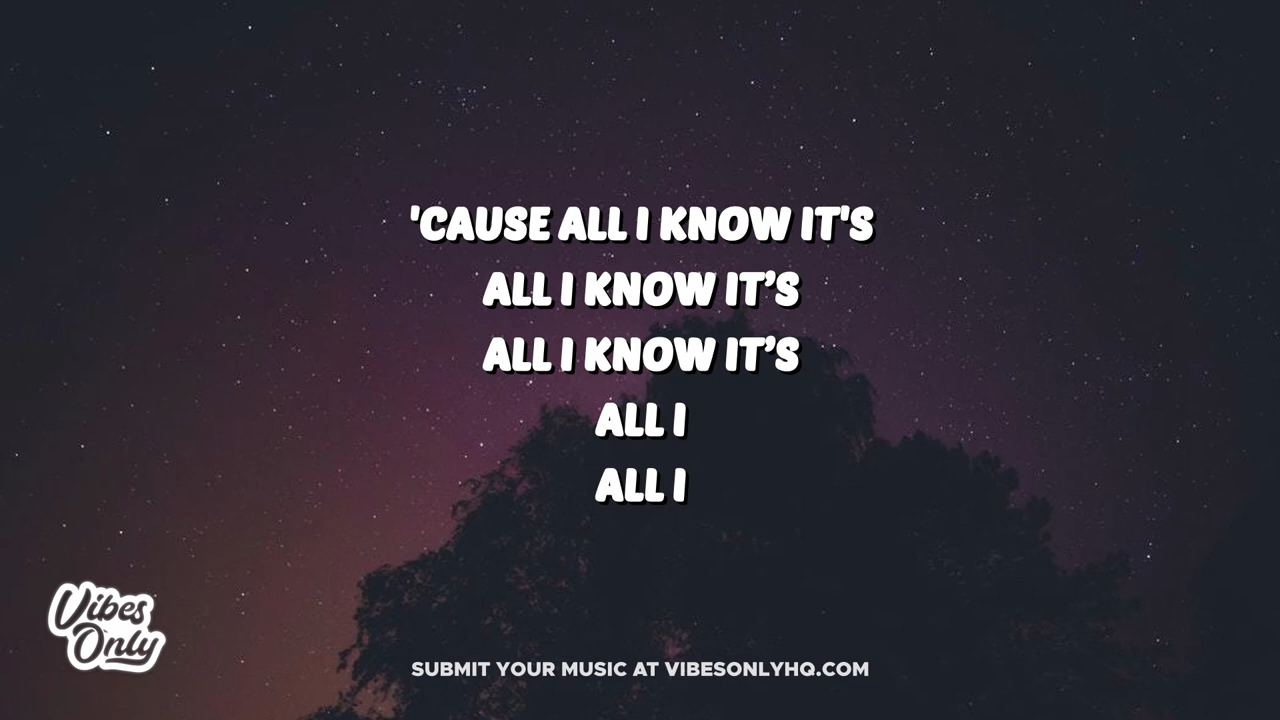 'CAUSE ALL I KNOW IT'S
ALL I KNOW IT’S
ALL I KNOW IT’S
ALL I
ALL I
Vibes
Only
SUBMIT YOUR MUSIC AT VIBESONLYHQ.COM